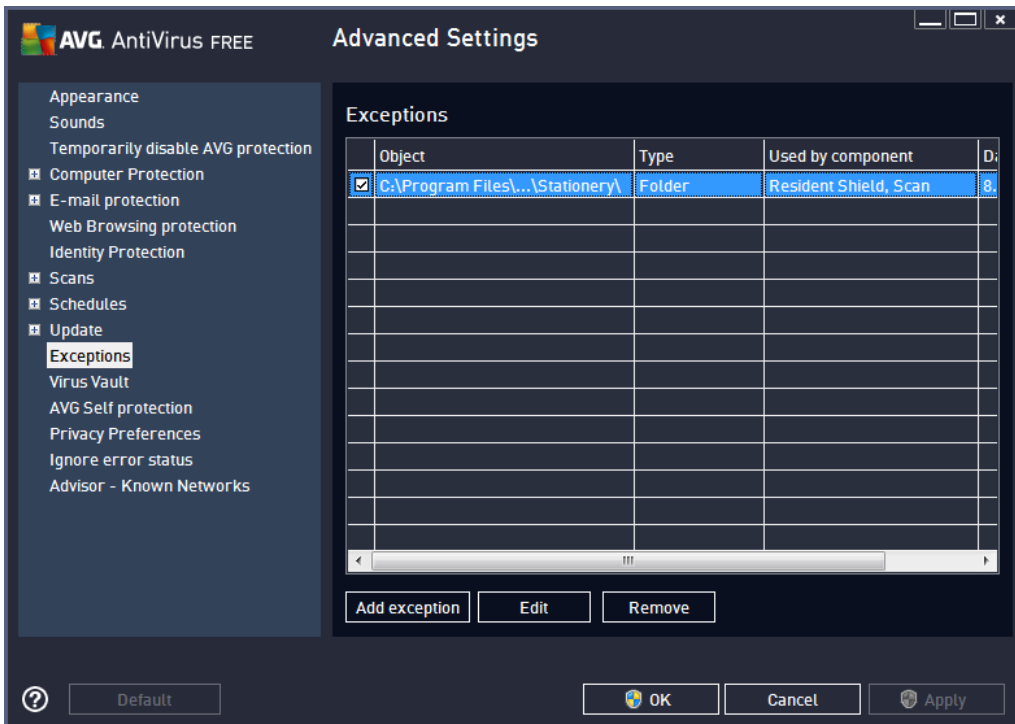 AVG AntiVirus FREE
Advanced Settings
Appearance
Sounds
Temporarily disable AVG protection
Computer Protection
E-mail protection
Web Browsing protection
Identity Protection
Scans
Schedules
Update
Exceptions
Virus Vault
AVG Self protection
Privacy Preferences
Ignore error status
Advisor - Known Networks
Exceptions
Object Type Used by component
C:\Program Files\...\Stationery\ Folder Resident Shield, Scan 8.
Add exception Edit Remove
Default OK Cancel Apply